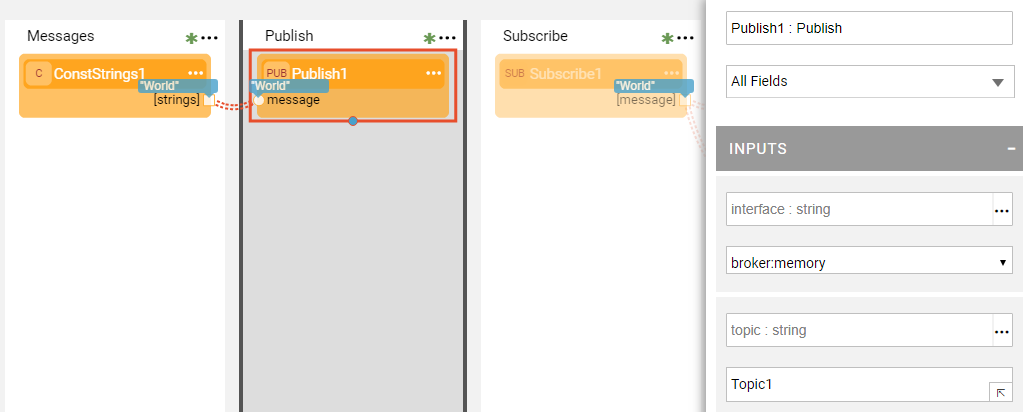 Messages
Publish
Subscribe
C ConstStrings1
"World"
[strings]
PUB Publish1
"World"
message
SUB Subscribe1
"World"
[message]
Publish1 : Publish
All Fields
INPUTS
interface : string
broker:memory
topic : string
Topic1